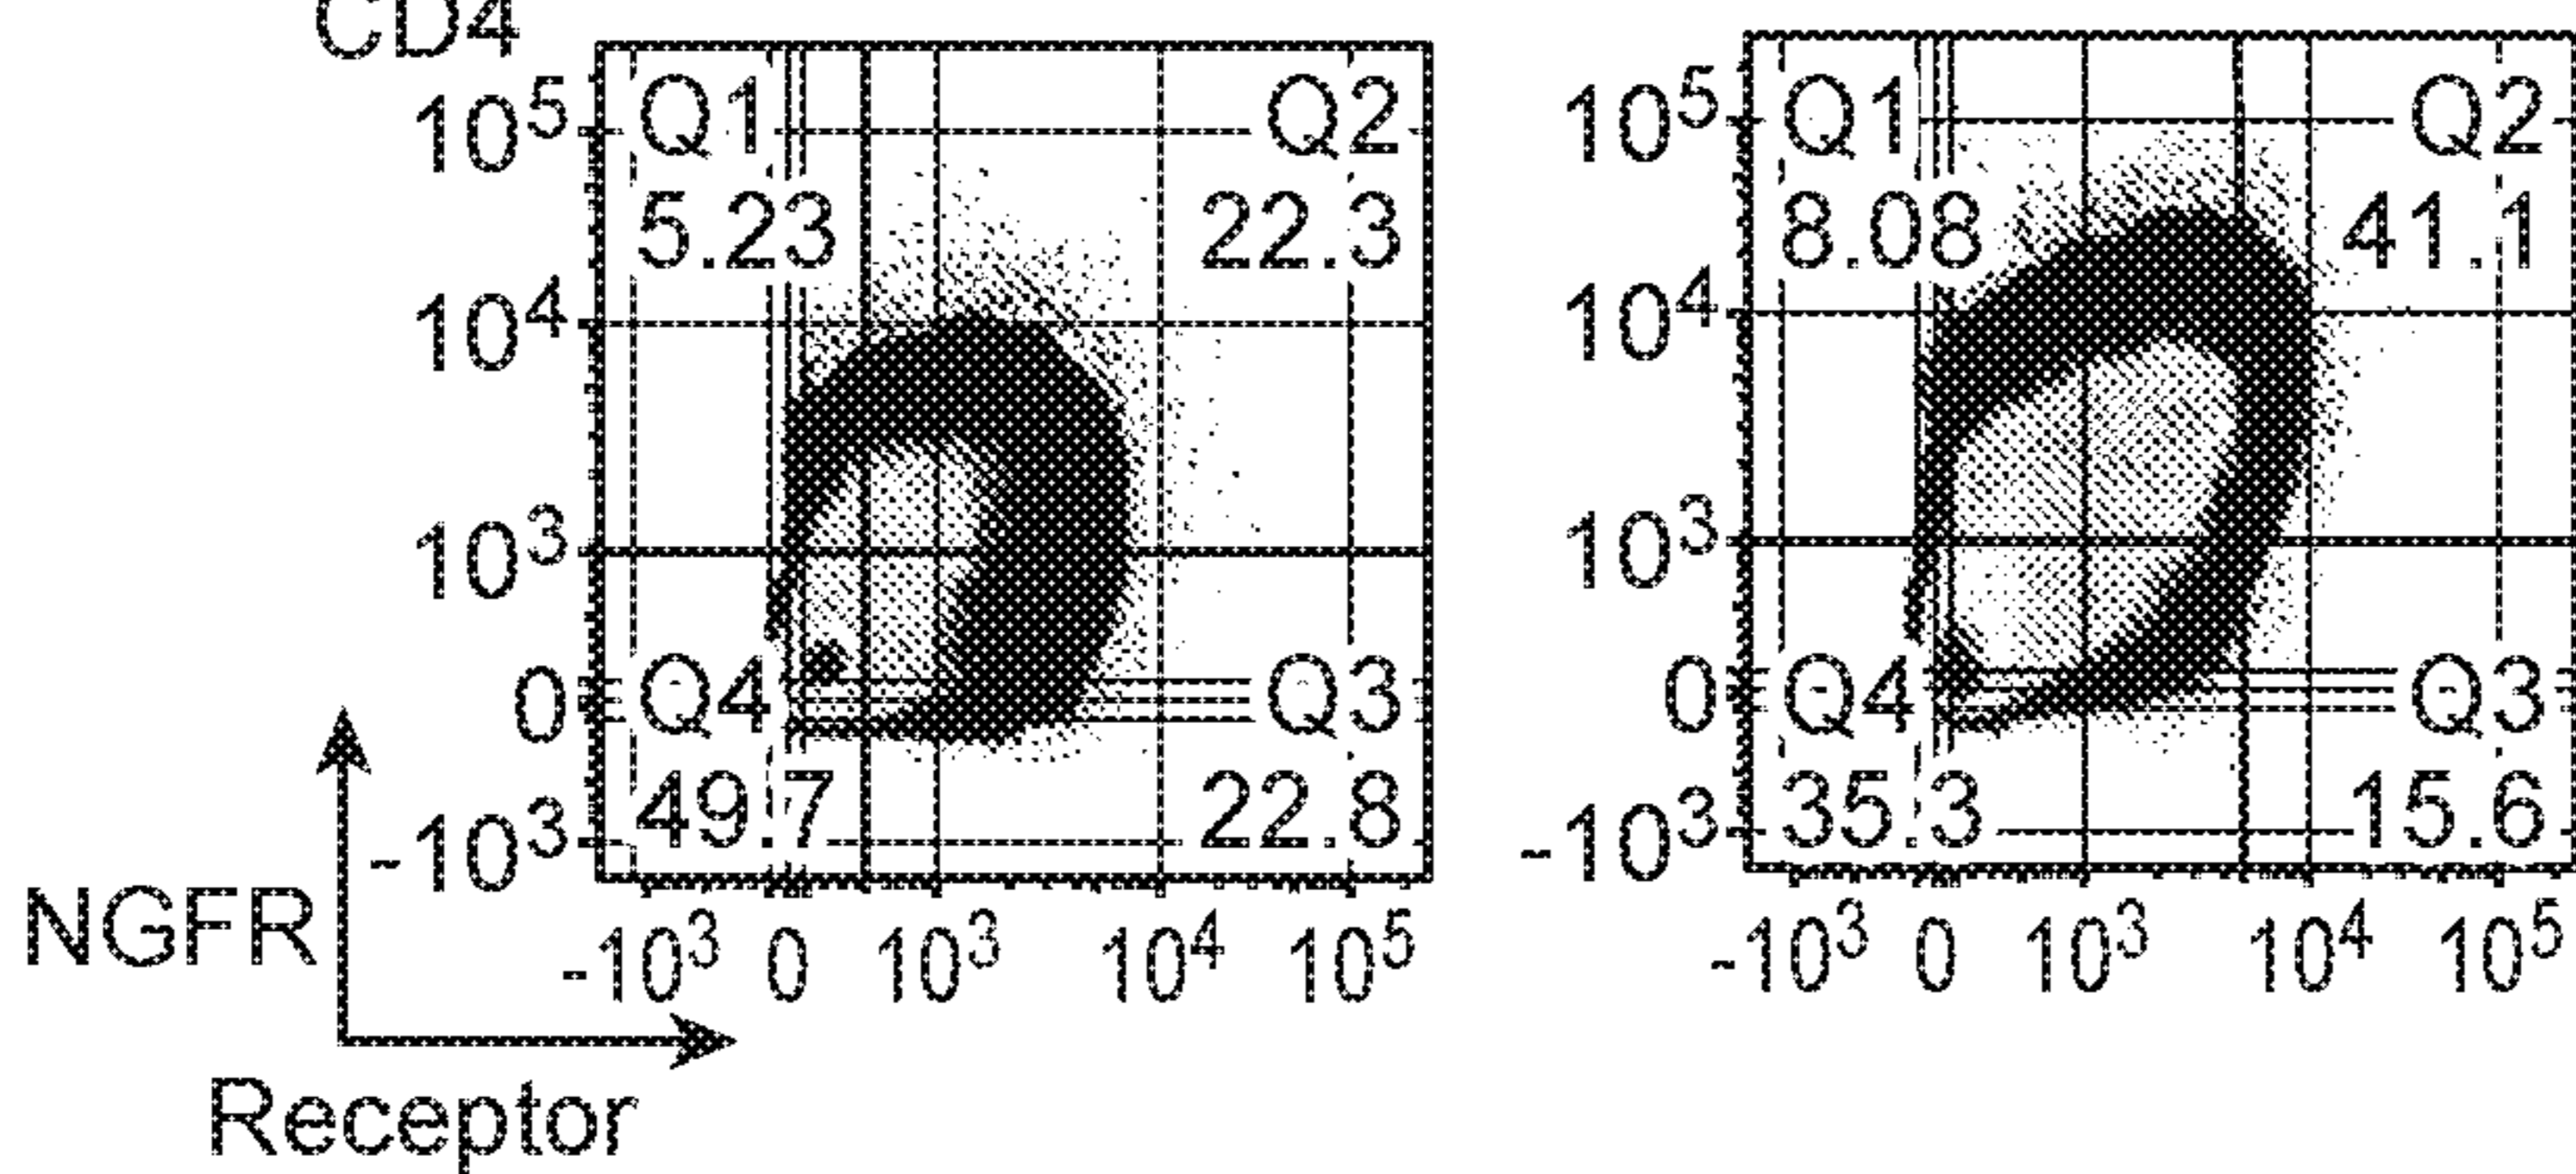 CD4
10^5 Q1 Q2
5.23 22.3
10^4
10^3
0 Q4 Q3
-10^3 49.7 22.8
-10^3 0 10^3 10^4 10^5
10^5 Q1 Q2
8.08 41.1
10^4
10^3
0 Q4 Q3
-10^3 35.3 15.6
-10^3 0 10^3 10^4 10^5
NGFR
Receptor